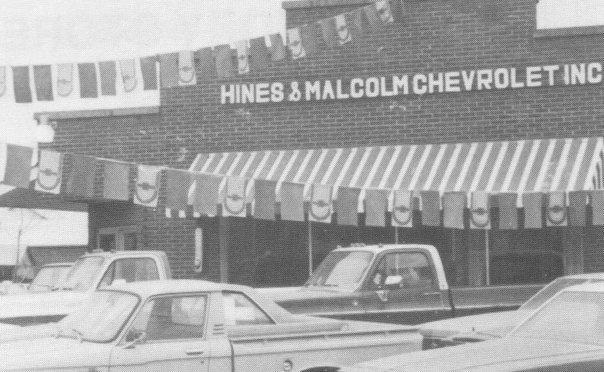 HINES & MALCOLM CHEVROLET INC